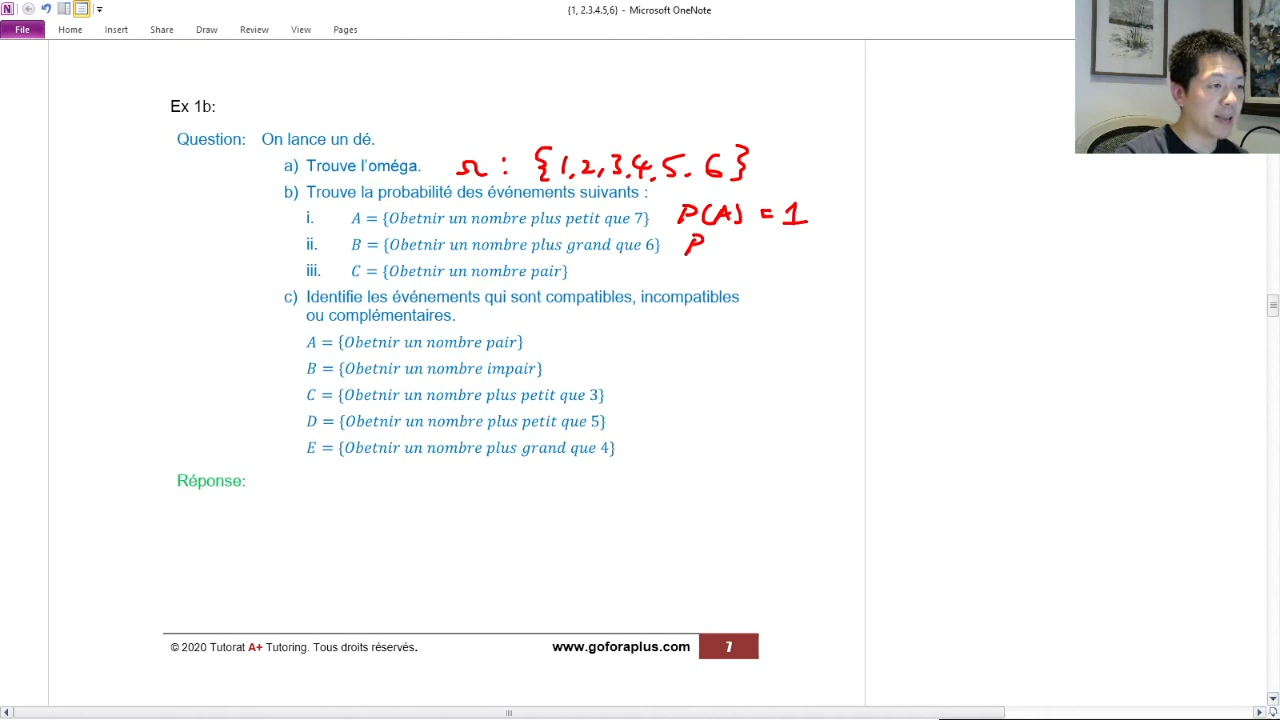 {1, 2.3.4.5,6} - Microsoft OneNote
File Home Insert Share Draw Review View Pages
Ex 1b:
Question: On lance un dé.
a) Trouve l'oméga. Ω : {1.2,3.4.5.6}
b) Trouve la probabilité des événements suivants :
i. A = {Obetnir un nombre plus petit que 7} P(A) = 1
ii. B = {Obetnir un nombre plus grand que 6} P
iii. C = {Obetnir un nombre pair}
c) Identifie les événements qui sont compatibles, incompatibles
ou complémentaires.
A = {Obetnir un nombre pair}
B = {Obetnir un nombre impair}
C = {Obetnir un nombre plus petit que 3}
D = {Obetnir un nombre plus petit que 5}
E = {Obetnir un nombre plus grand que 4}
Réponse:
© 2020 Tutorat A+ Tutoring. Tous droits réservés. www.goforaplus.com 7